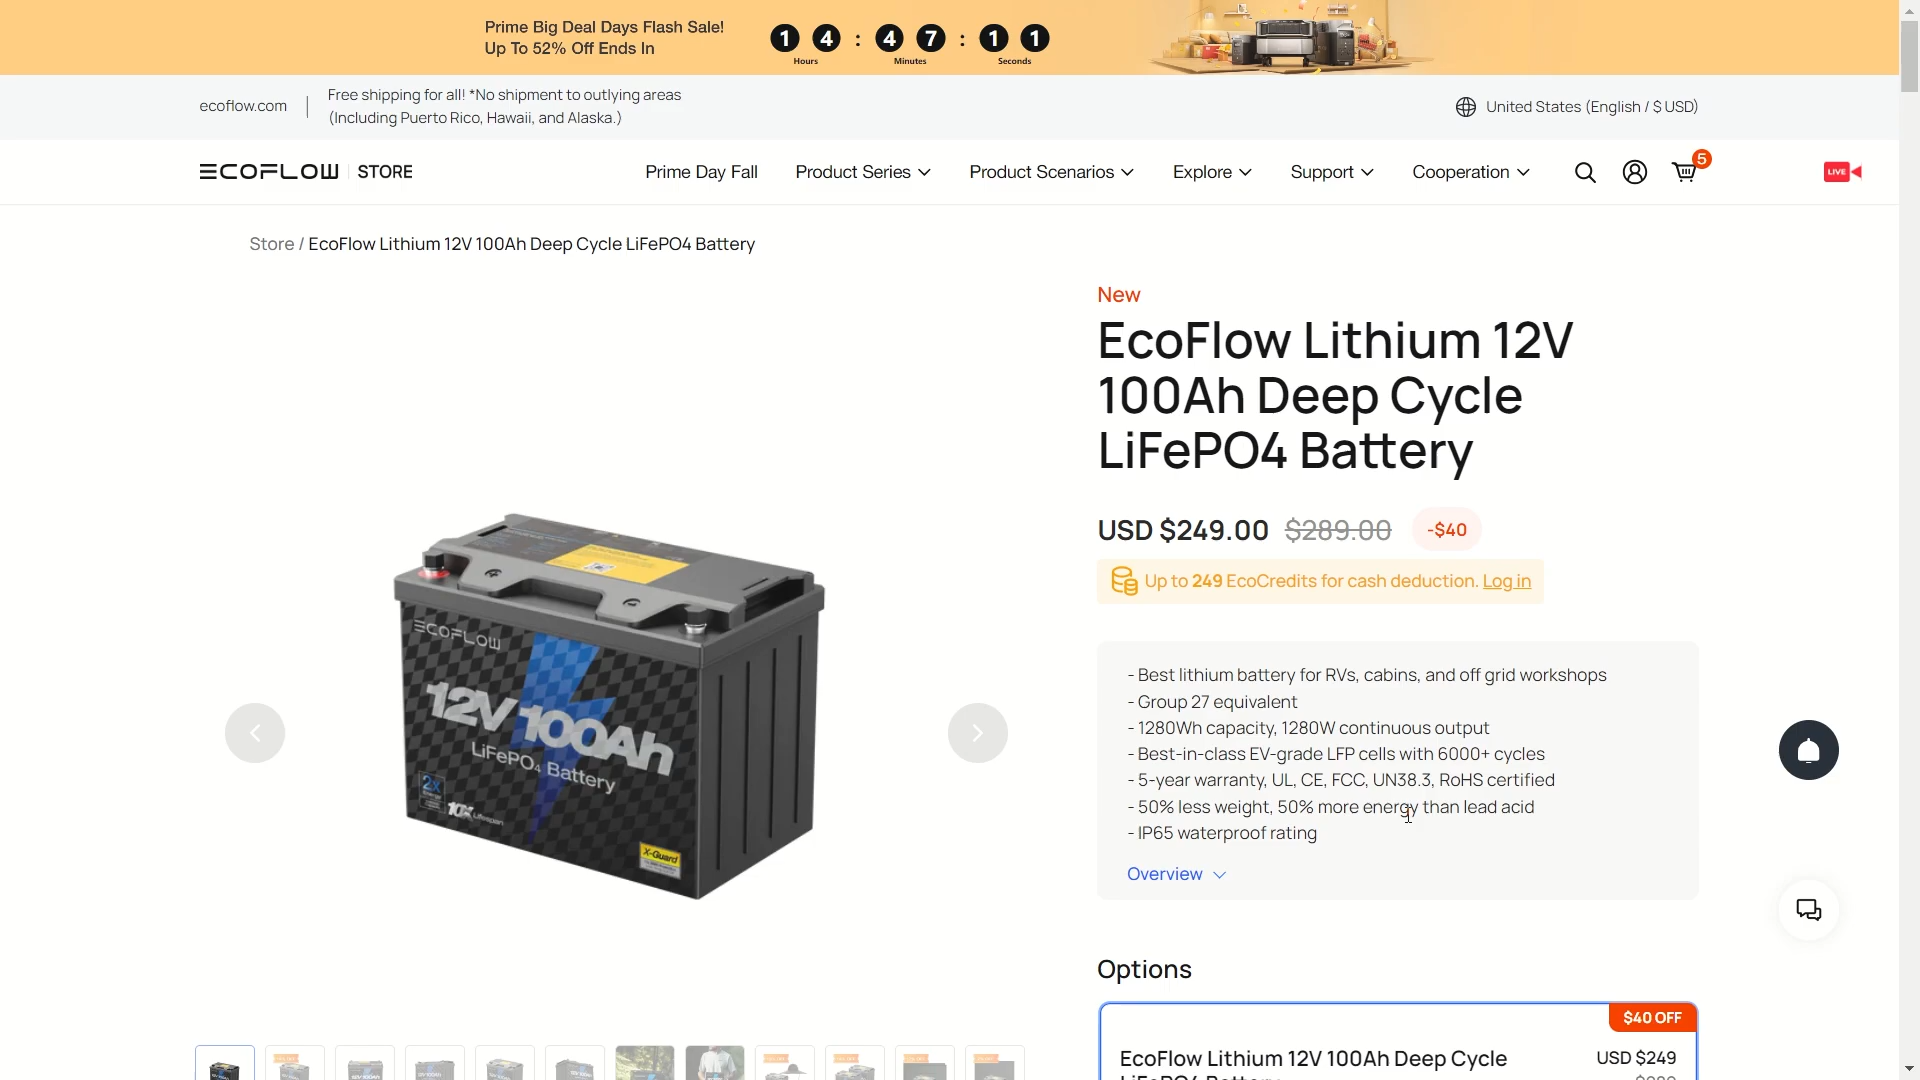 Prime Big Deal Days Flash Sale!
Up To 52% Off Ends In
1 4 : 4 7 : 1 1
Hours Minutes Seconds
ecoflow.com
Free shipping for all! *No shipment to outlying areas
(Including Puerto Rico, Hawaii, and Alaska.)
United States (English / $ USD)
ECOFLOW STORE
Prime Day Fall Product Series Product Scenarios Explore Support Cooperation
5
LIVE
Store / EcoFlow Lithium 12V 100Ah Deep Cycle LiFePO4 Battery
ECOFLOW
12V 100Ah
LiFePO₄ Battery
2X
10X Lifespan
X-Guard
New
EcoFlow Lithium 12V
100Ah Deep Cycle
LiFePO4 Battery
USD $249.00 $289.00 -$40
Up to 249 EcoCredits for cash deduction. Log in
- Best lithium battery for RVs, cabins, and off grid workshops
- Group 27 equivalent
- 1280Wh capacity, 1280W continuous output
- Best-in-class EV-grade LFP cells with 6000+ cycles
- 5-year warranty, UL, CE, FCC, UN38.3, RoHS certified
- 50% less weight, 50% more energy than lead acid
- IP65 waterproof rating
Overview
Options
$40 OFF
EcoFlow Lithium 12V 100Ah Deep Cycle
USD $249